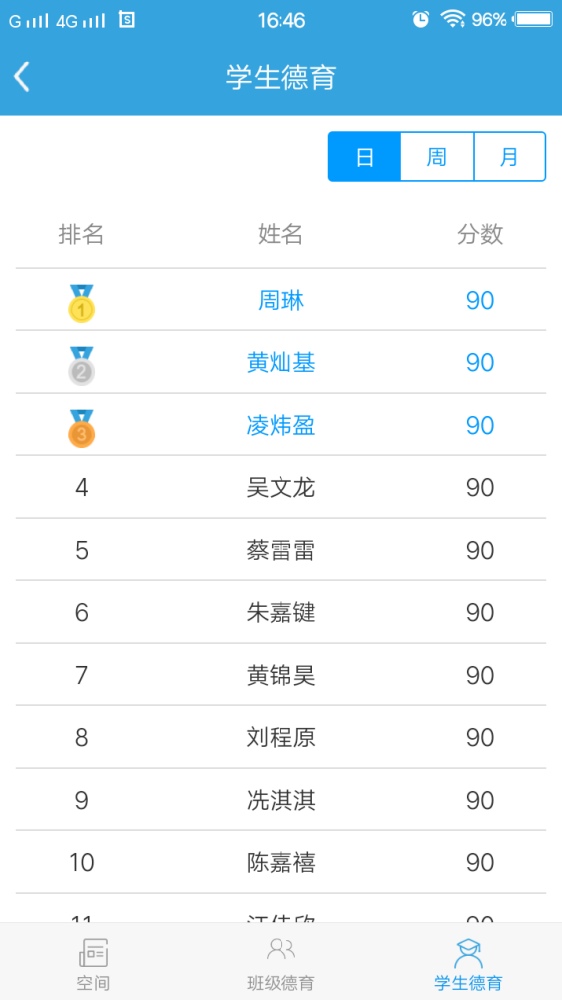 G 4G 16:46 96%
学生德育
日 周 月
排名 姓名 分数
1 周琳 90
2 黄灿基 90
3 凌炜盈 90
4 吴文龙 90
5 蔡雷雷 90
6 朱嘉键 90
7 黄锦昊 90
8 刘程原 90
9 冼淇淇 90
10 陈嘉禧 90
11 90
空间 班级德育 学生德育